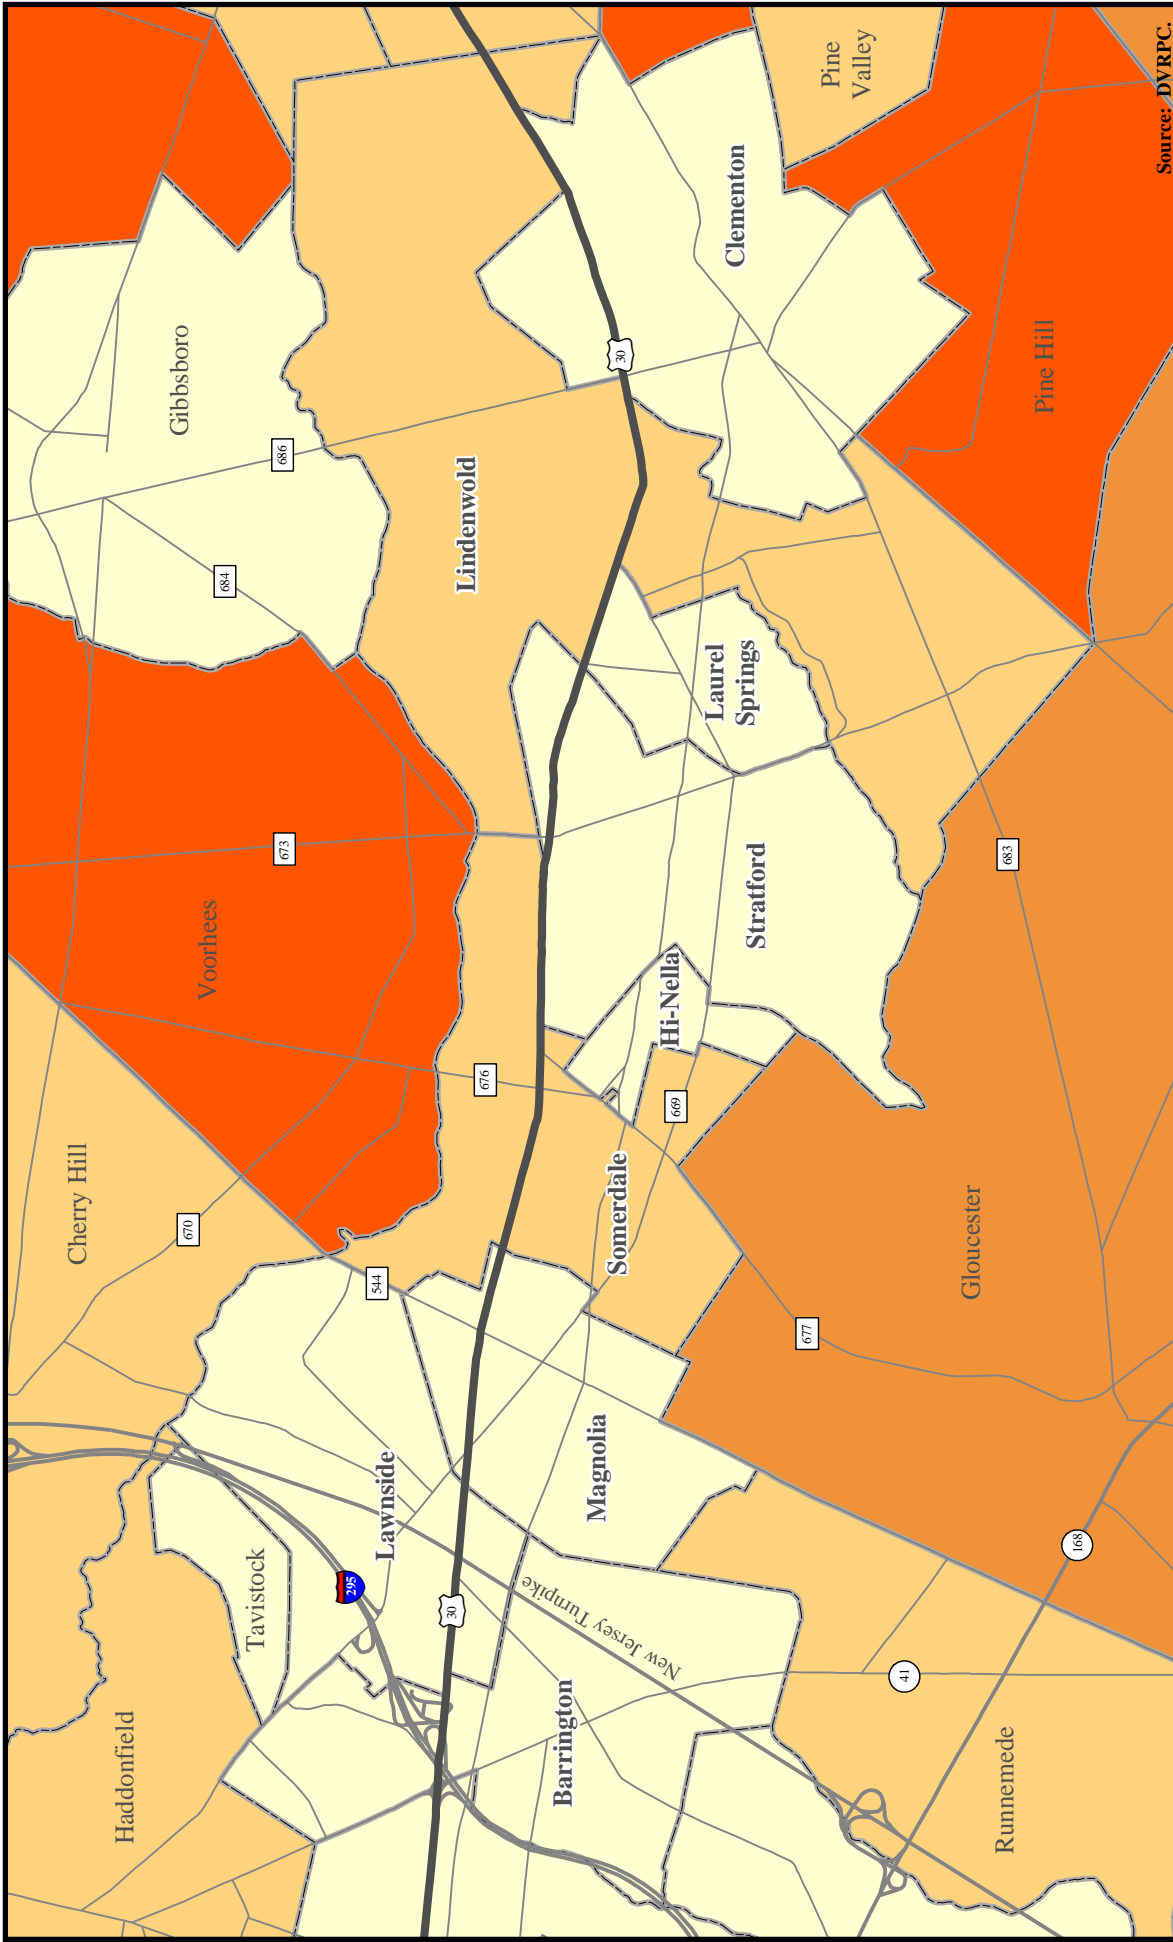 Haddonfield
Tavistock
Cherry Hill
Voorhees
Gibbsboro
Lawnside
Lindenwold
Barrington
Magnolia
Somerdale
Hi-Nella
Stratford
Laurel
Springs
Clementon
Pine
Valley
Pine Hill
Gloucester
Runnemede
New Jersey Turnpike
295
30
30
544
670
676
673
684
686
669
677
683
168
41
Source: DVRPC.